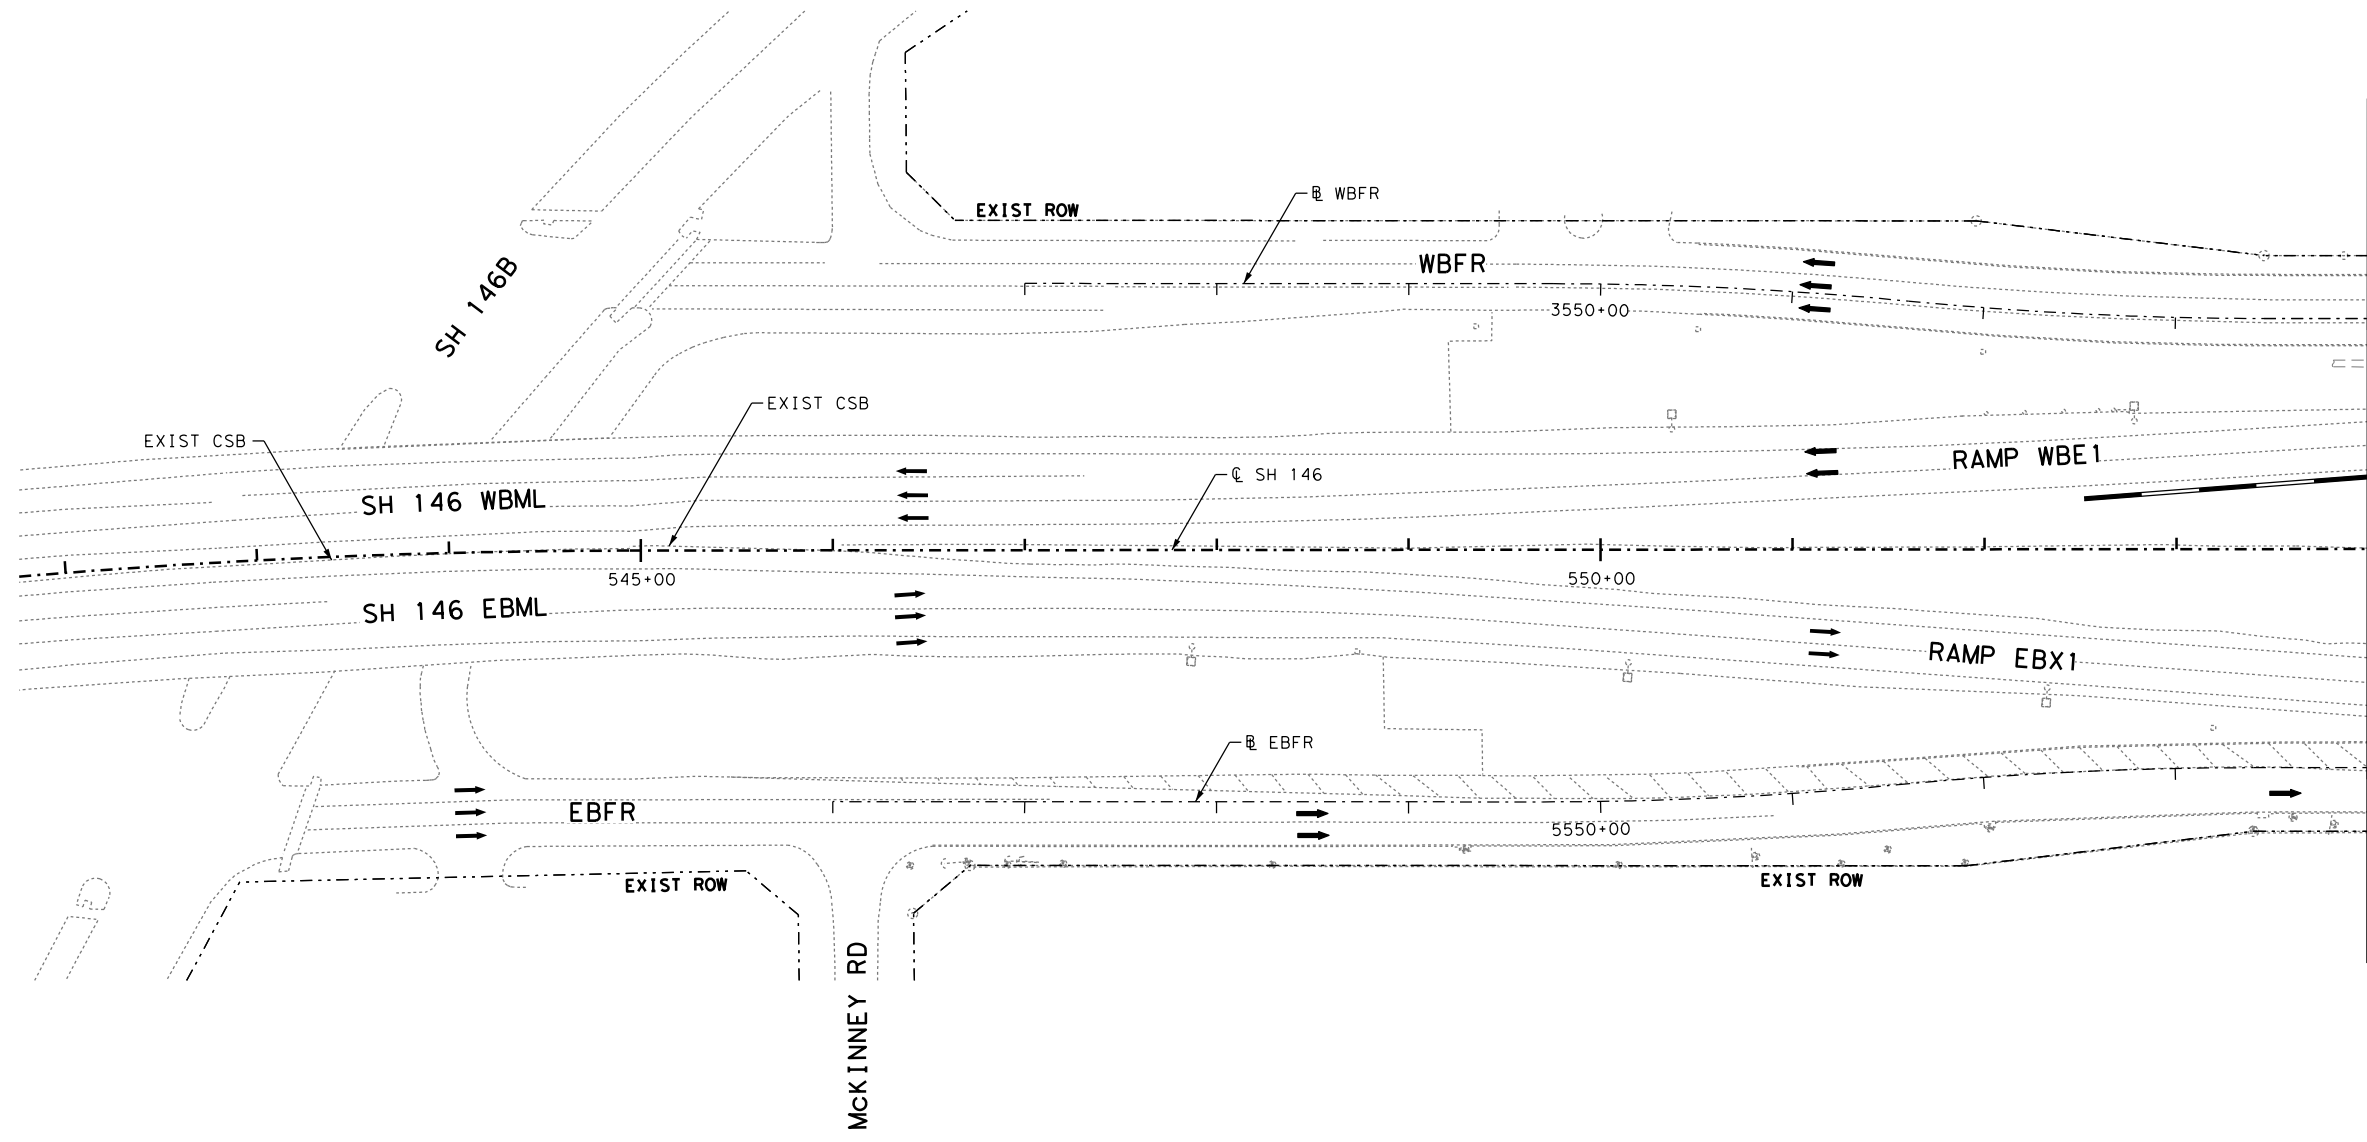 ℄ WBFR
EXIST ROW
WBFR
SH 146B
3550+00
EXIST CSB
EXIST CSB
RAMP WBE1
℄ SH 146
SH 146 WBML
545+00
550+00
SH 146 EBML
RAMP EBX1
℄ EBFR
EBFR
5550+00
EXIST ROW
EXIST ROW
McKINNEY RD